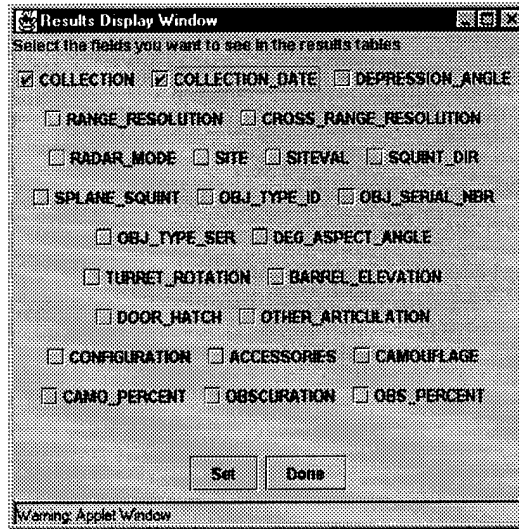 Results Display Window
Select the fields you want to see in the results tables
COLLECTION COLLECTION_DATE DEPRESSION_ANGLE
RANGE_RESOLUTION CROSS_RANGE_RESOLUTION
RADAR_MODE SITE SITEVAL SQUINT_DIR
SPLANE_SQUINT OBJ_TYPE_ID OBJ_SERIAL_NBR
OBJ_TYPE_SER DEG_ASPECT_ANGLE
TURRET_ROTATION BARREL_ELEVATION
DOOR_HATCH OTHER_ARTICULATION
CONFIGURATION ACCESSORIES CAMOUFLAGE
CAMO_PERCENT OBSCURATION OBS_PERCENT
Set Done
Warning: Applet Window